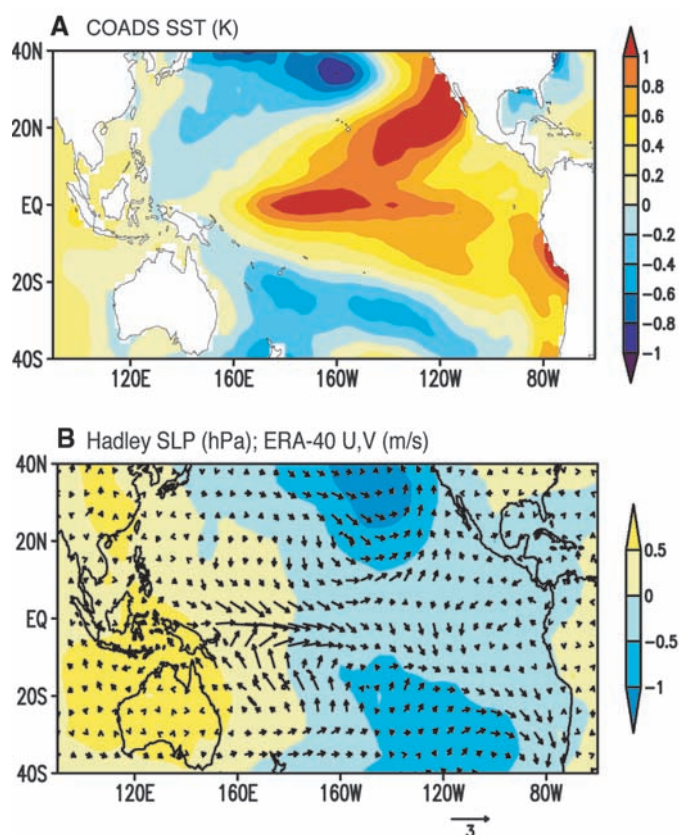 A COADS SST (K)
40N
20N
EQ
20S
40S
120E 160E 160W 120W 80W
1
0.8
0.6
0.4
0.2
0
−0.2
−0.4
−0.6
−0.8
−1
B Hadley SLP (hPa); ERA-40 U,V (m/s)
40N
20N
EQ
20S
40S
120E 160E 160W 120W 80W
0.5
0
−0.5
−1
3